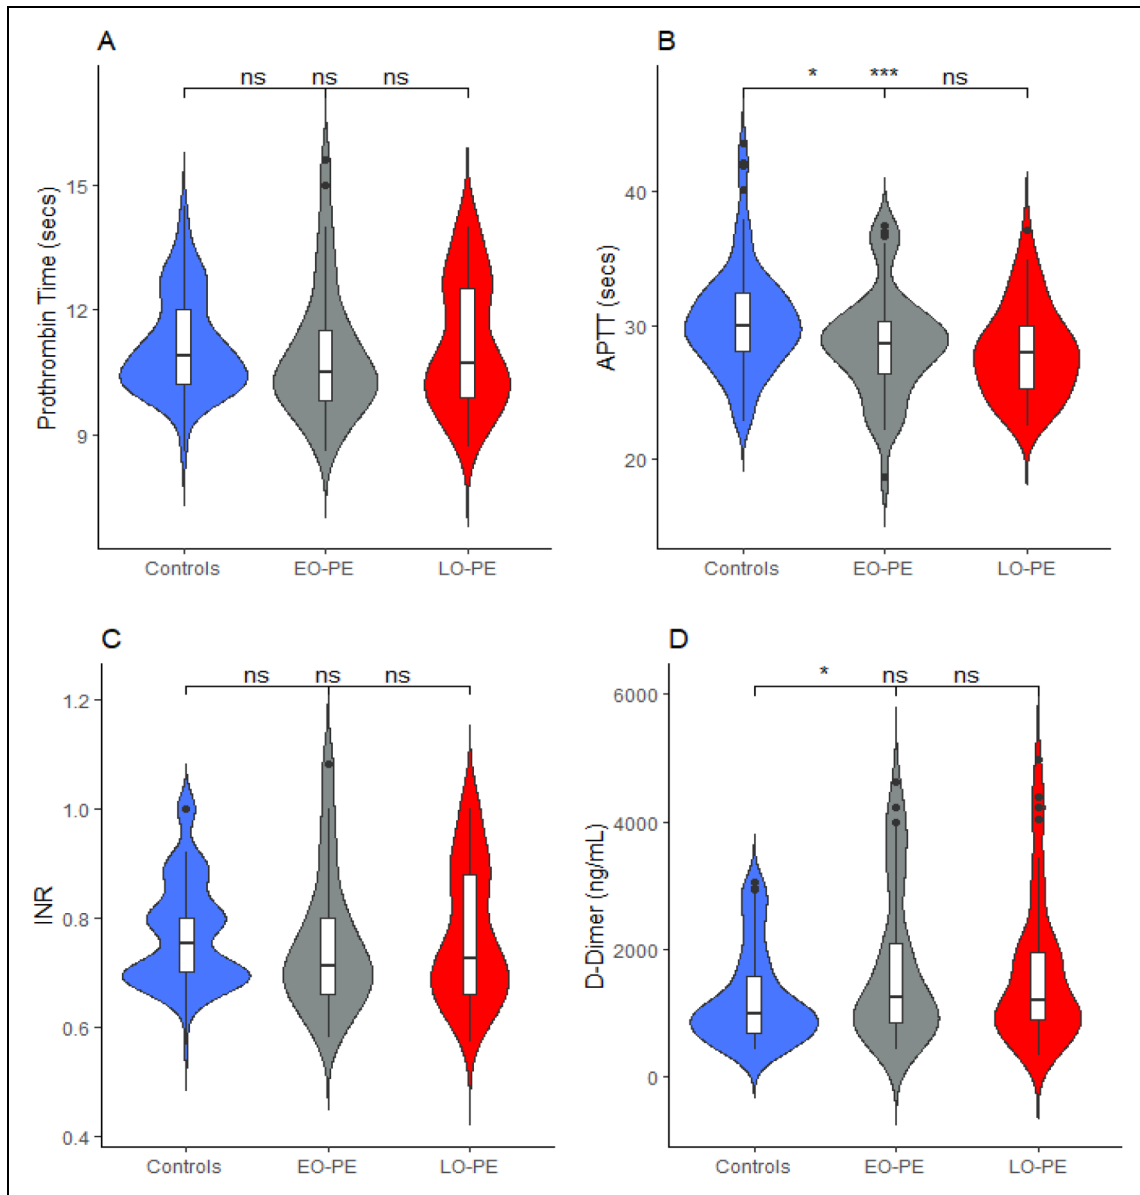 A
ns ns ns
Prothrombin Time (secs)
15
12
9
Controls EO-PE LO-PE
B
* *** ns
APTT (secs)
40
30
20
Controls EO-PE LO-PE
C
ns ns ns
INR
1.2
1.0
0.8
0.6
0.4
Controls EO-PE LO-PE
D
* ns ns
D-Dimer (ng/mL)
6000
4000
2000
0
Controls EO-PE LO-PE